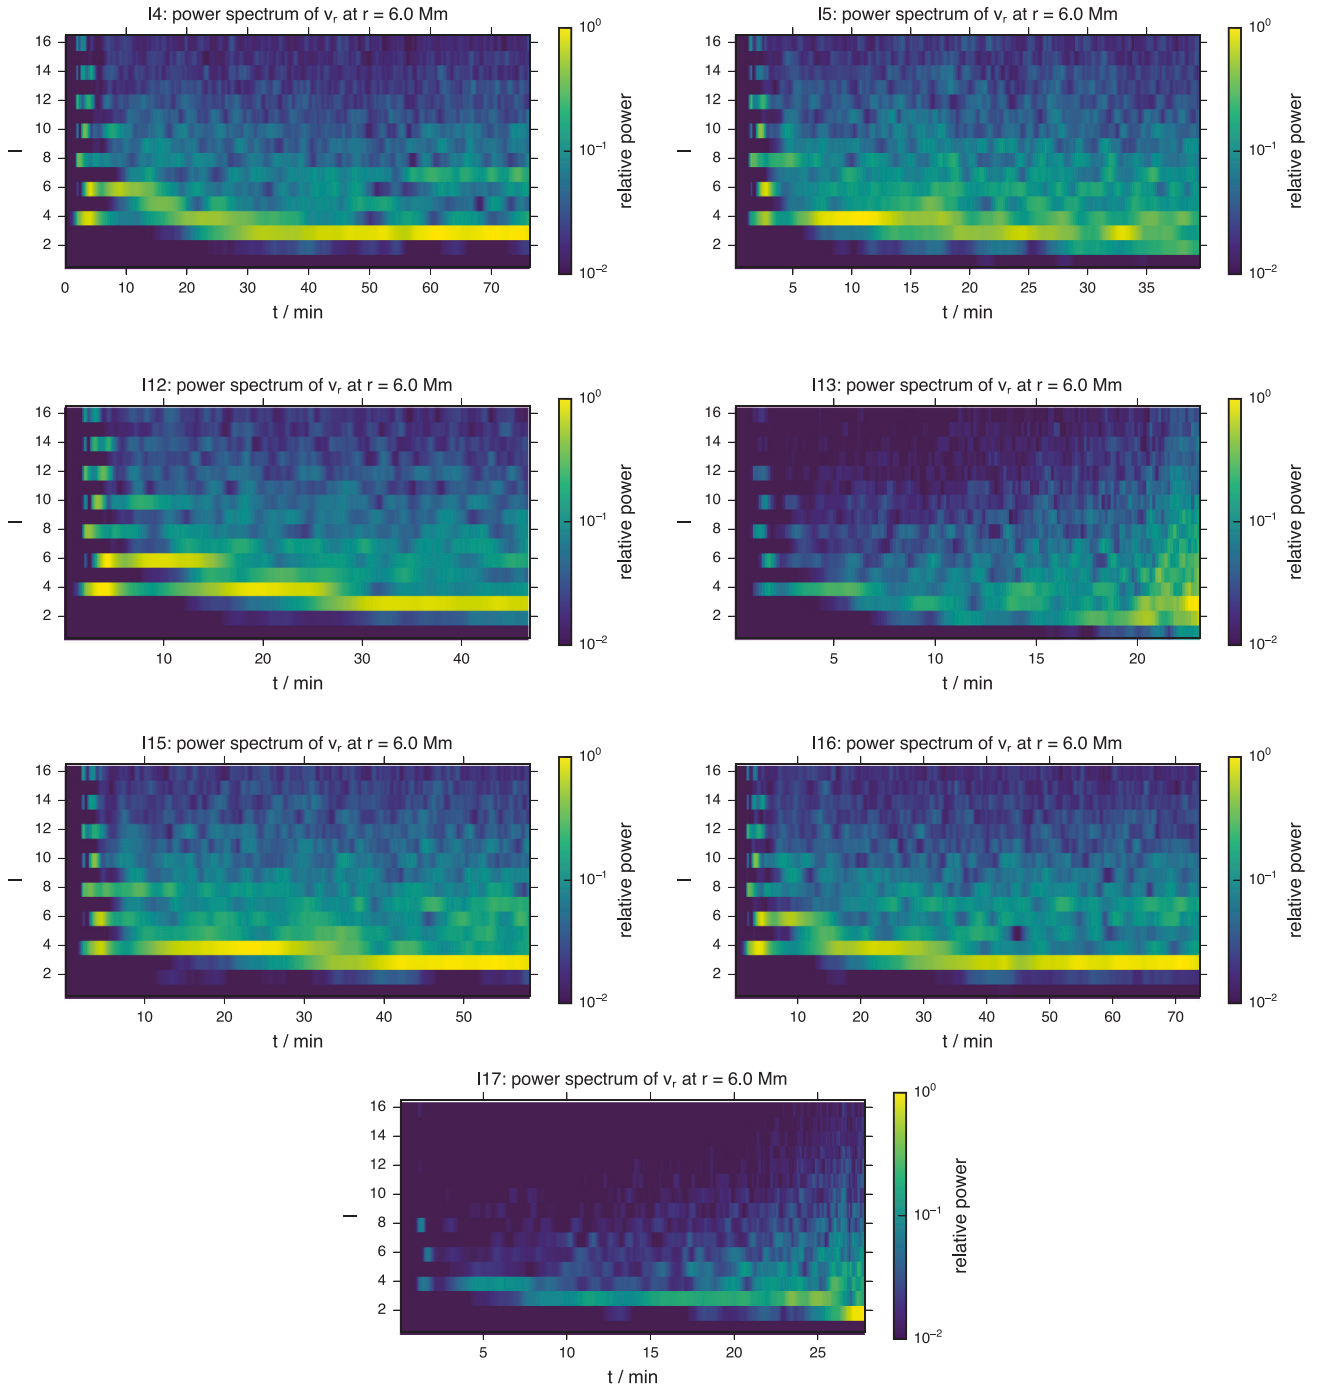 I4: power spectrum of vr at r = 6.0 Mm
16
14
12
10
8
6
4
2
l
0 10 20 30 40 50 60 70
t / min
10^0
10^-1
10^-2
relative power
I5: power spectrum of vr at r = 6.0 Mm
16
14
12
10
8
6
4
2
l
5 10 15 20 25 30 35
t / min
10^0
10^-1
10^-2
relative power
I12: power spectrum of vr at r = 6.0 Mm
16
14
12
10
8
6
4
2
l
10 20 30 40
t / min
10^0
10^-1
10^-2
relative power
I13: power spectrum of vr at r = 6.0 Mm
16
14
12
10
8
6
4
2
l
5 10 15 20
t / min
10^0
10^-1
10^-2
relative power
I15: power spectrum of vr at r = 6.0 Mm
16
14
12
10
8
6
4
2
l
10 20 30 40 50
t / min
10^0
10^-1
10^-2
relative power
I16: power spectrum of vr at r = 6.0 Mm
16
14
12
10
8
6
4
2
l
10 20 30 40 50 60 70
t / min
10^0
10^-1
10^-2
relative power
I17: power spectrum of vr at r = 6.0 Mm
16
14
12
10
8
6
4
2
l
5 10 15 20 25
t / min
10^0
10^-1
10^-2
relative power